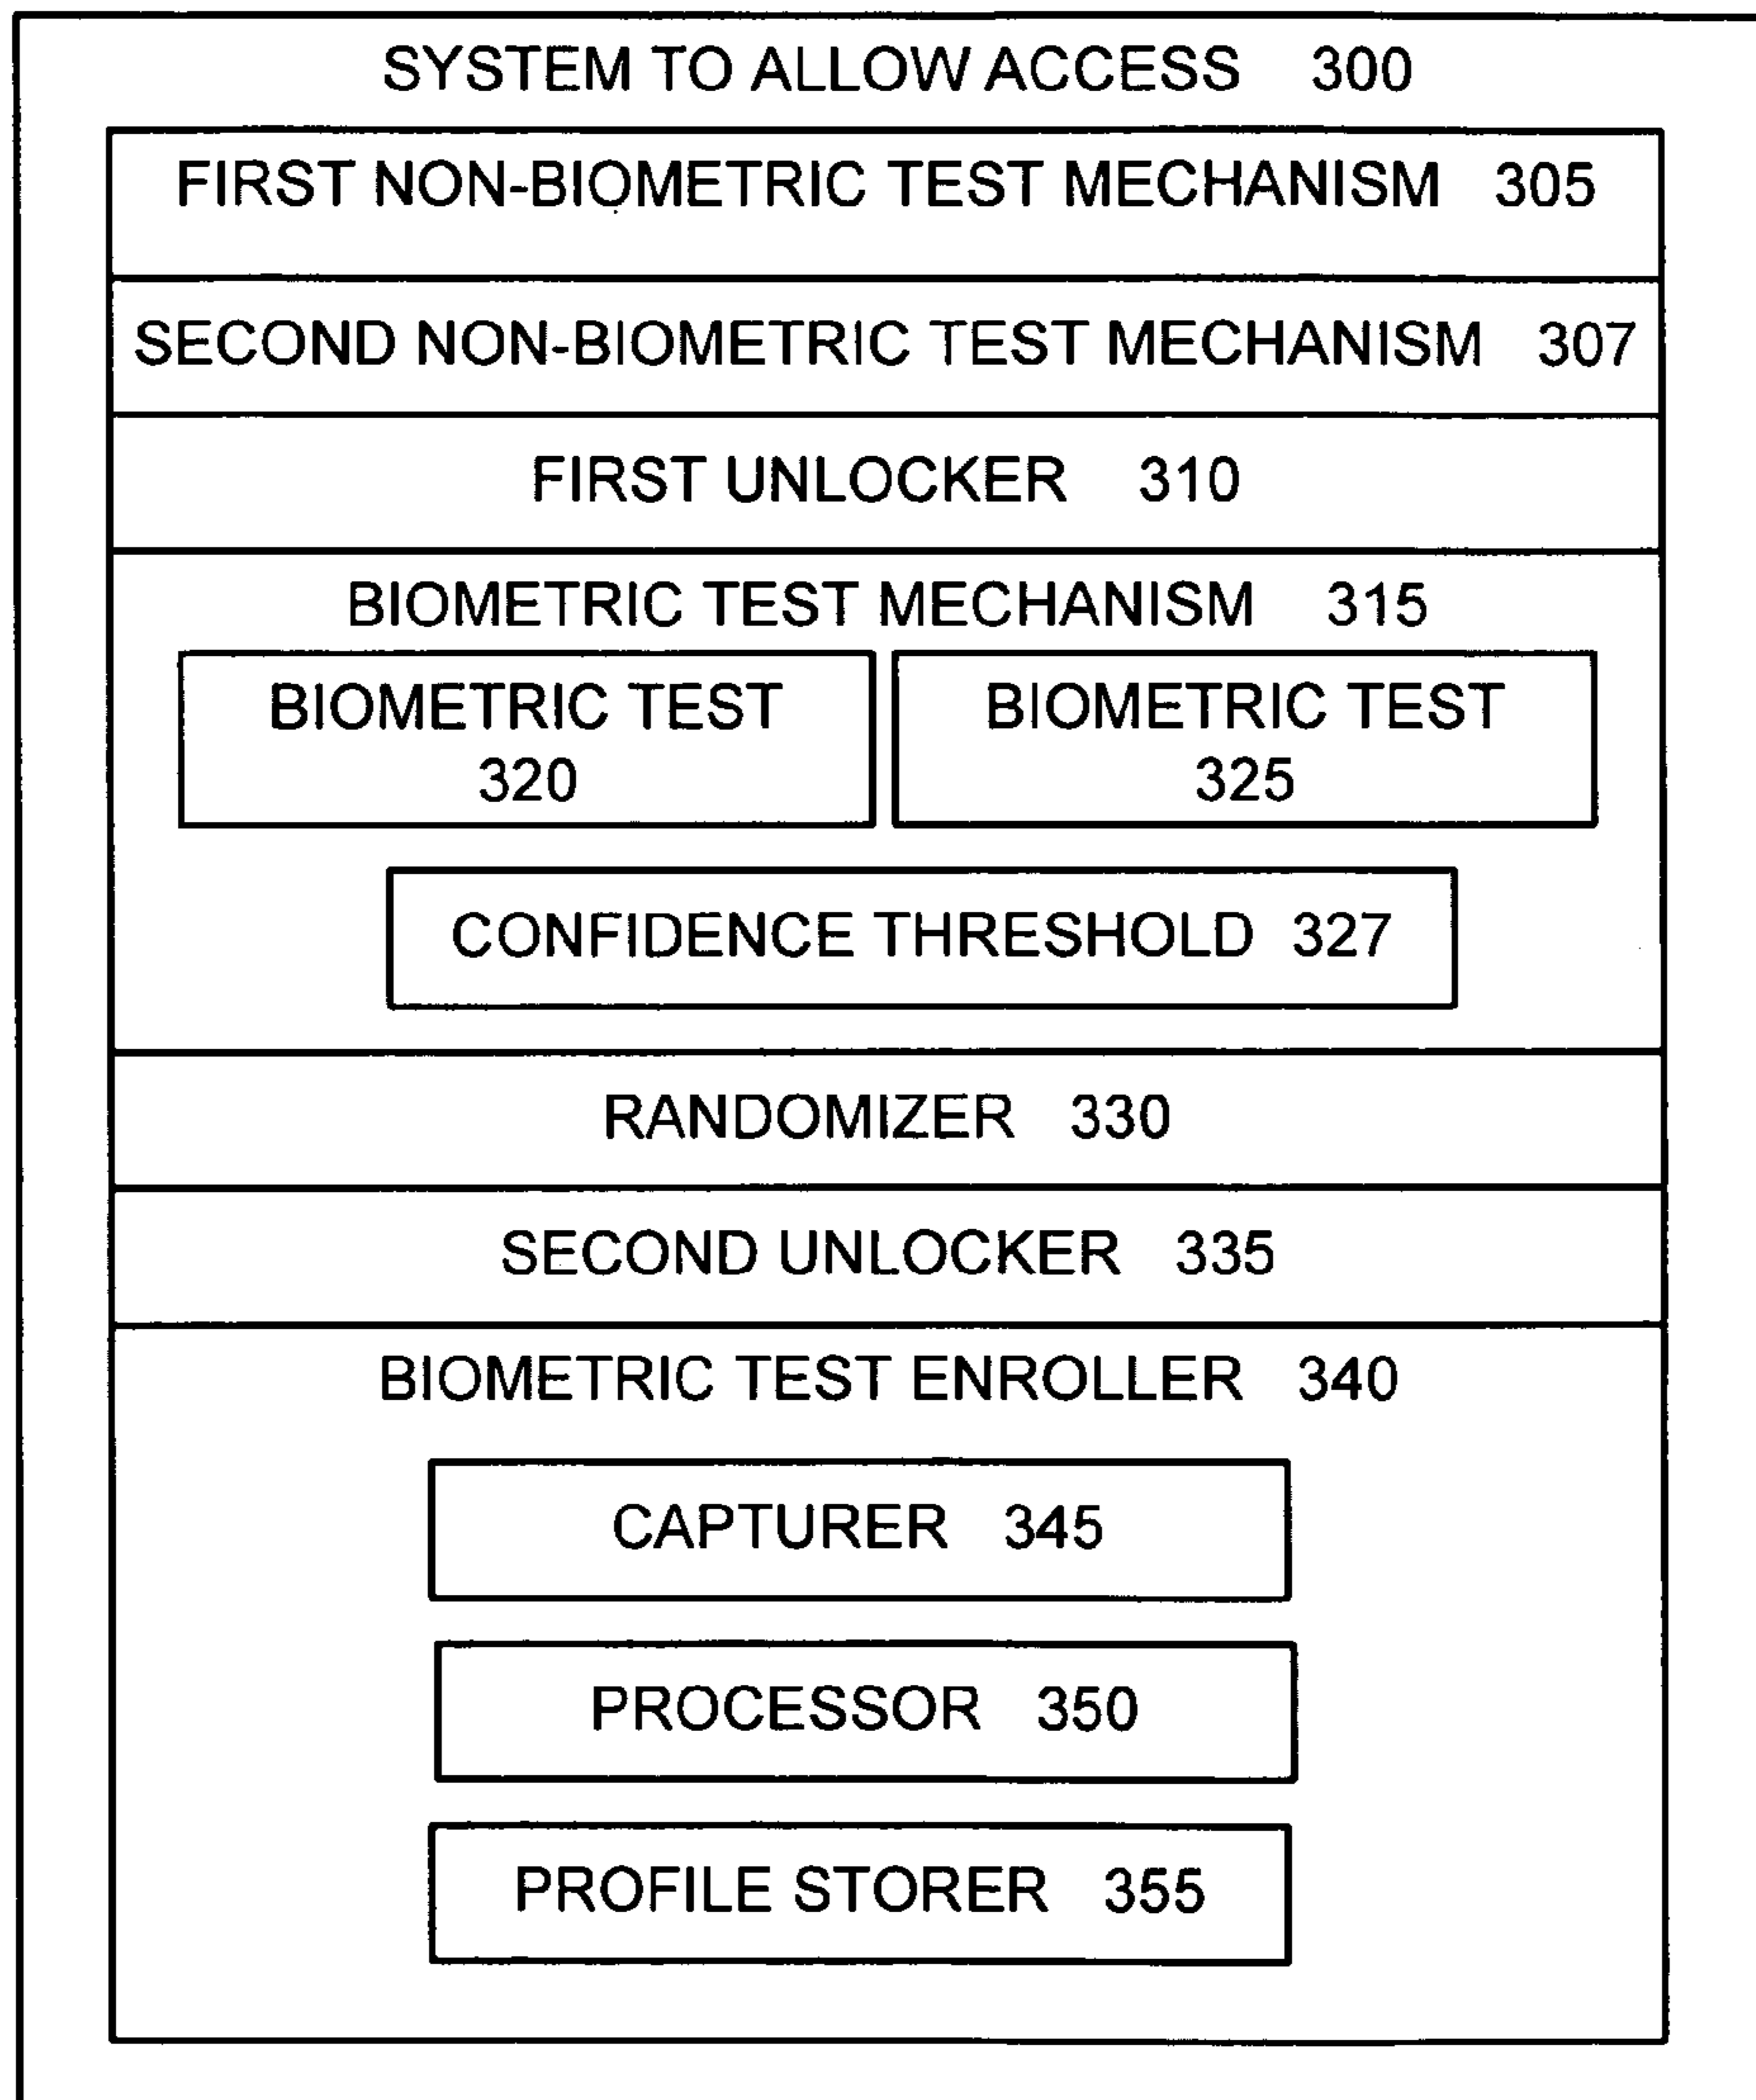 SYSTEM TO ALLOW ACCESS 300
FIRST NON-BIOMETRIC TEST MECHANISM 305
SECOND NON-BIOMETRIC TEST MECHANISM 307
FIRST UNLOCKER 310
BIOMETRIC TEST MECHANISM 315
BIOMETRIC TEST
320
BIOMETRIC TEST
325
CONFIDENCE THRESHOLD 327
RANDOMIZER 330
SECOND UNLOCKER 335
BIOMETRIC TEST ENROLLER 340
CAPTURER 345
PROCESSOR 350
PROFILE STORER 355